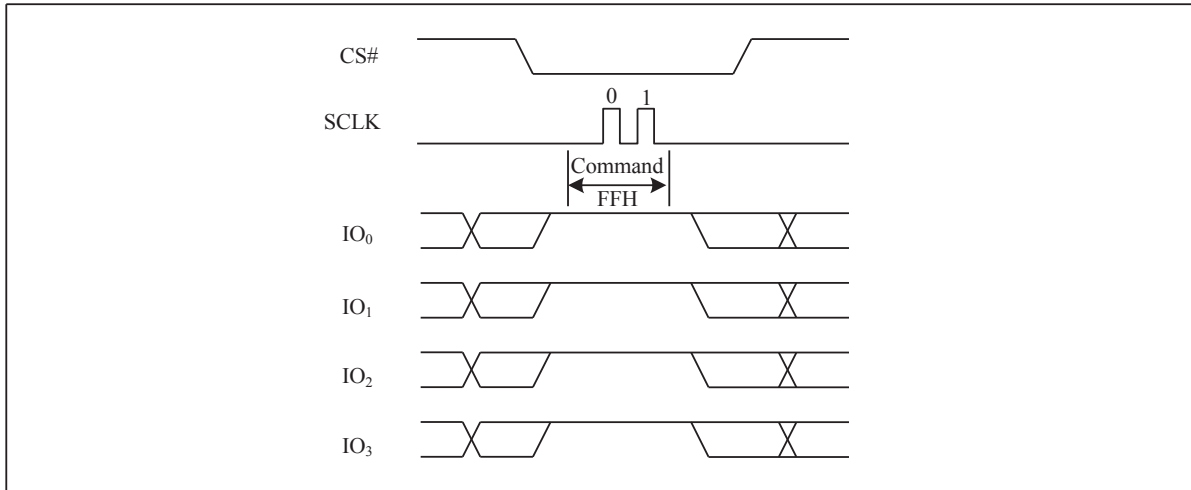 CS#
0 1
SCLK
Command
FFH
IO0
IO1
IO2
IO3